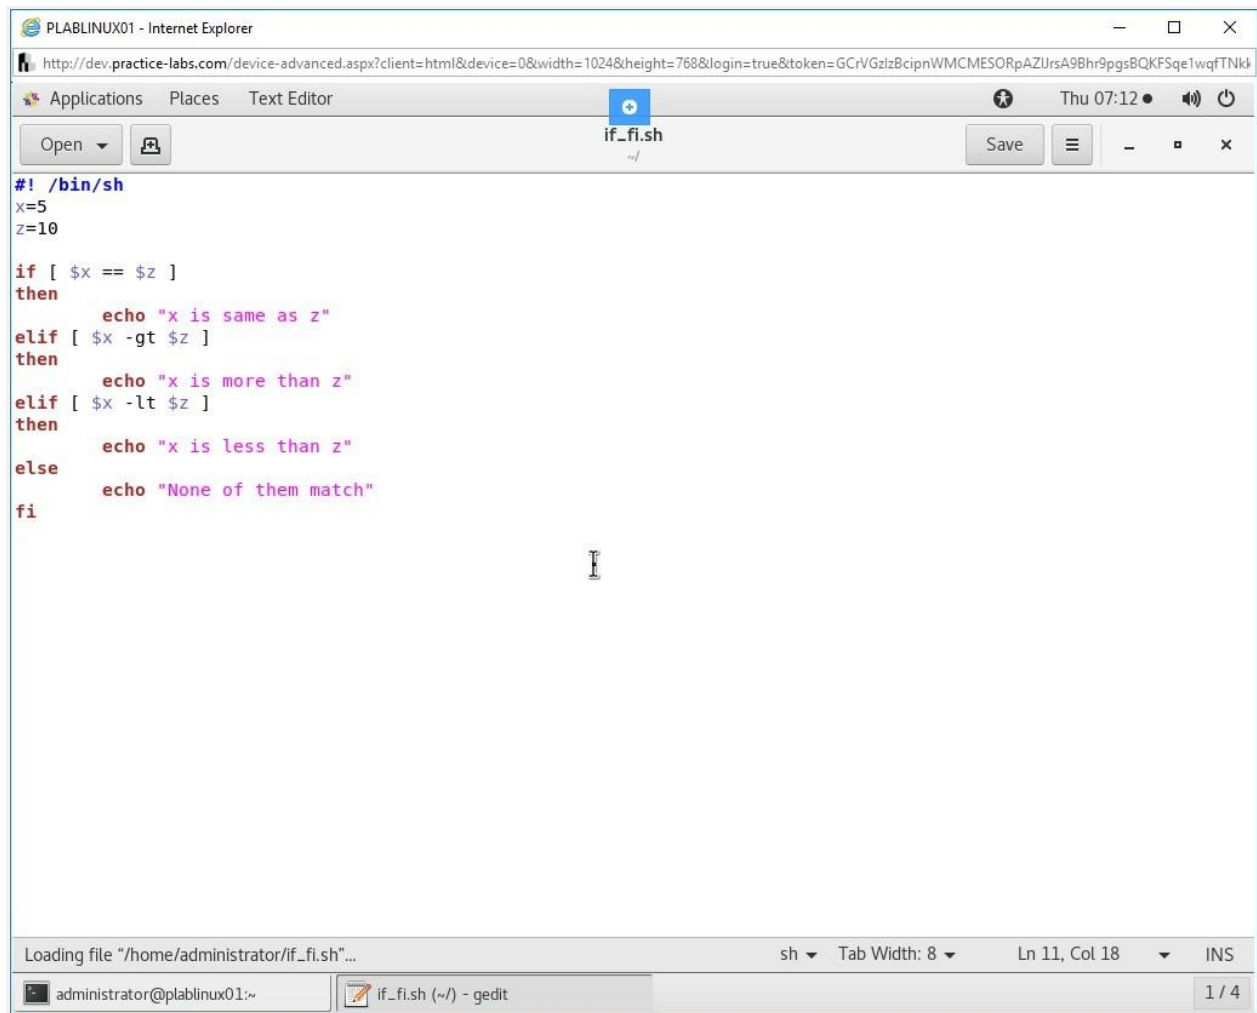 PLABLINUX01 - Internet Explorer
http://dev.practice-labs.com/device-advanced.aspx?client=html&device=0&width=1024&height=768&login=true&token=GCrVGzlzBcipnWMCMESORpAZlJrsA9Bhr9pgsBQKFSqe1wqfTNkk
Applications Places Text Editor Thu 07:12
Open if_fi.sh Save
~/
#! /bin/sh
x=5
z=10
if [ $x == $z ]
then
echo "x is same as z"
elif [ $x -gt $z ]
then
echo "x is more than z"
elif [ $x -lt $z ]
then
echo "x is less than z"
else
echo "None of them match"
fi
Loading file “/home/administrator/if_fi.sh”... sh Tab Width: 8 Ln 11, Col 18 INS
administrator@plablinux01:~ if_fi.sh (~/) - gedit 1 / 4